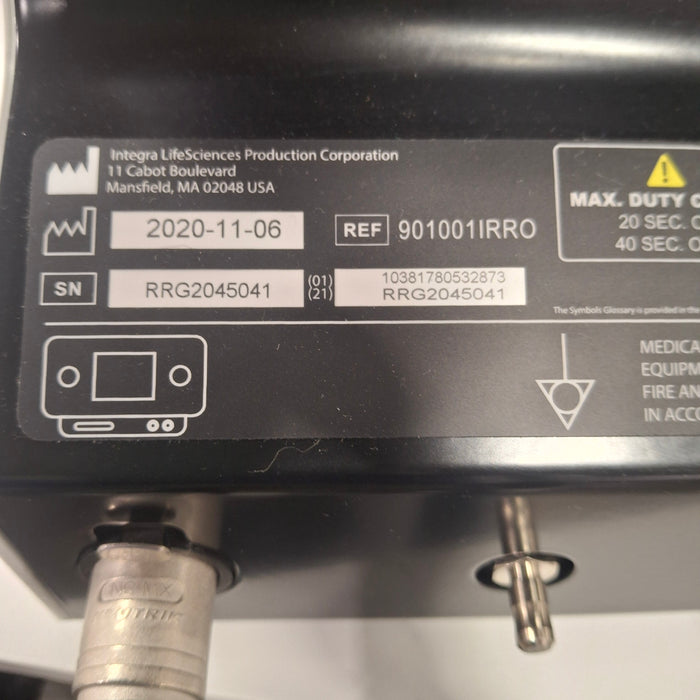 Integra LifeSciences Production Corporation
11 Cabot Boulevard
Mansfield, MA 02048 USA
2020-11-06
REF 901001IRRO
SN RRG2045041
(01) 10381780532873
(21) RRG2045041
MAX. DUTY C
20 SEC. O
40 SEC. O
The Symbols Glossary is provided in the
MEDICA
EQUIPM
FIRE AN
IN ACCO